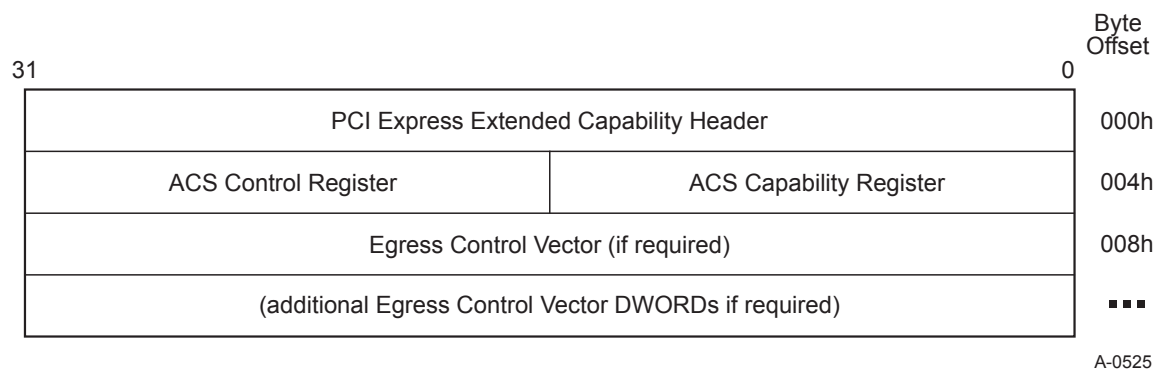 Byte
Offset
31 0
PCI Express Extended Capability Header 000h
ACS Control Register ACS Capability Register 004h
Egress Control Vector (if required) 008h
(additional Egress Control Vector DWORDs if required) ...
A-0525